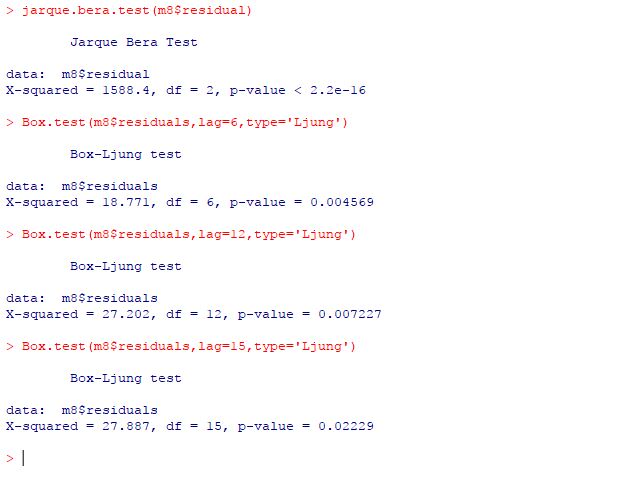 > jarque.bera.test(m8$residual)
Jarque Bera Test
data:  m8$residual
X-squared = 1588.4, df = 2, p-value < 2.2e-16
> Box.test(m8$residuals,lag=6,type='Ljung')
Box-Ljung test
data:  m8$residuals
X-squared = 18.771, df = 6, p-value = 0.004569
> Box.test(m8$residuals,lag=12,type='Ljung')
Box-Ljung test
data:  m8$residuals
X-squared = 27.202, df = 12, p-value = 0.007227
> Box.test(m8$residuals,lag=15,type='Ljung')
Box-Ljung test
data:  m8$residuals
X-squared = 27.887, df = 15, p-value = 0.02229
>